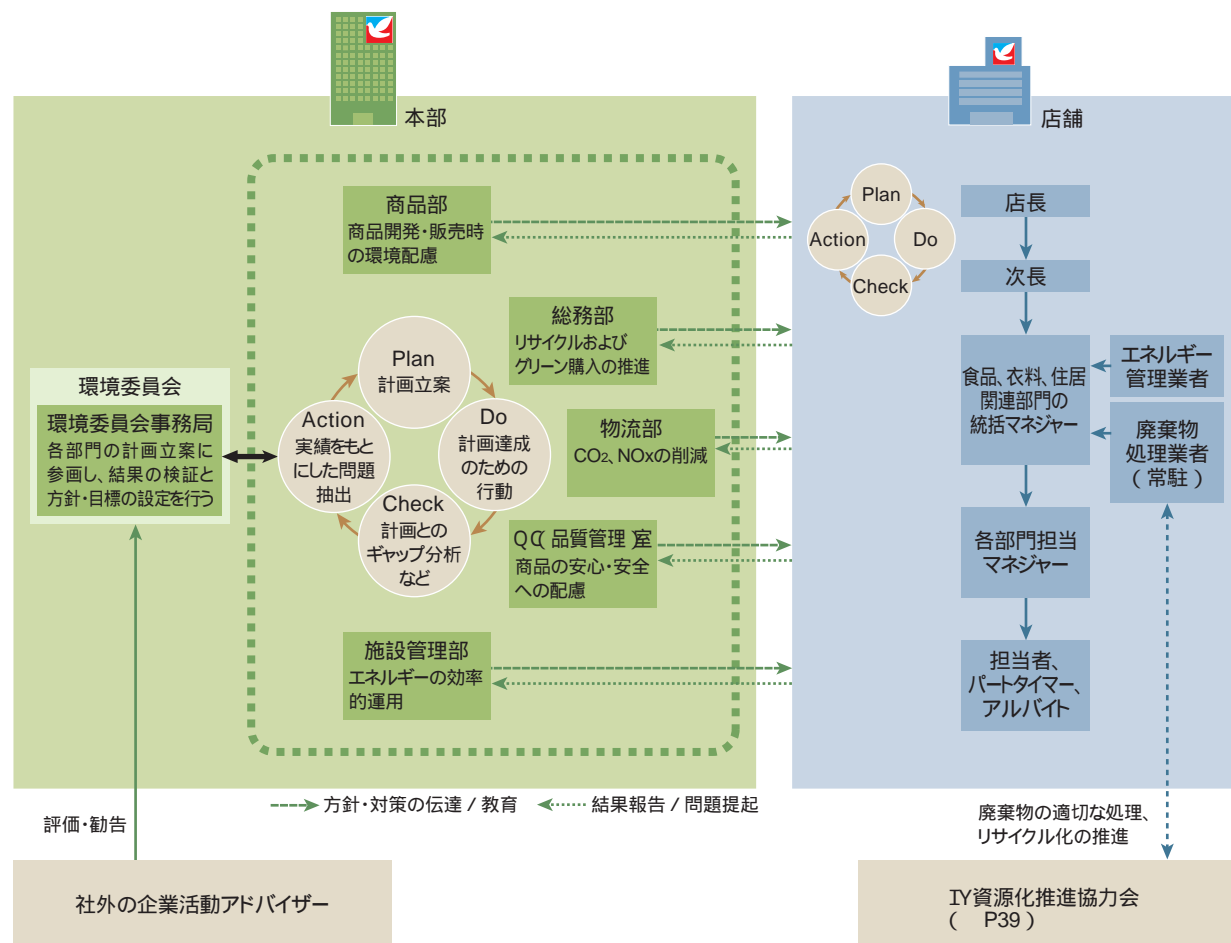 本部
商品部
商品開発・販売時
の環境配慮
総務部
リサイクルおよび
グリーン購入の推進
物流部
CO2、NOxの削減
QC(品質管理)室
商品の安心・安全
への配慮
施設管理部
エネルギーの効率
的運用
Plan
計画立案
Do
計画達成
のための
行動
Check
計画との
ギャップ分析
など
Action
実績をもと
にした問題
抽出
環境委員会
環境委員会事務局
各部門の計画立案に
参画し、結果の検証と
方針・目標の設定を行う
方針・対策の伝達 / 教育
結果報告 / 問題提起
評価・勧告
社外の企業活動アドバイザー
店舗
Plan
Do
Check
Action
店長
次長
食品、衣料、住居
関連部門の
統括マネジャー
エネルギー
管理業者
廃棄物
処理業者
(常駐)
各部門担当
マネジャー
担当者、
パートタイマー、
アルバイト
廃棄物の適切な処理、
リサイクル化の推進
IY資源化推進協力会
( P39)